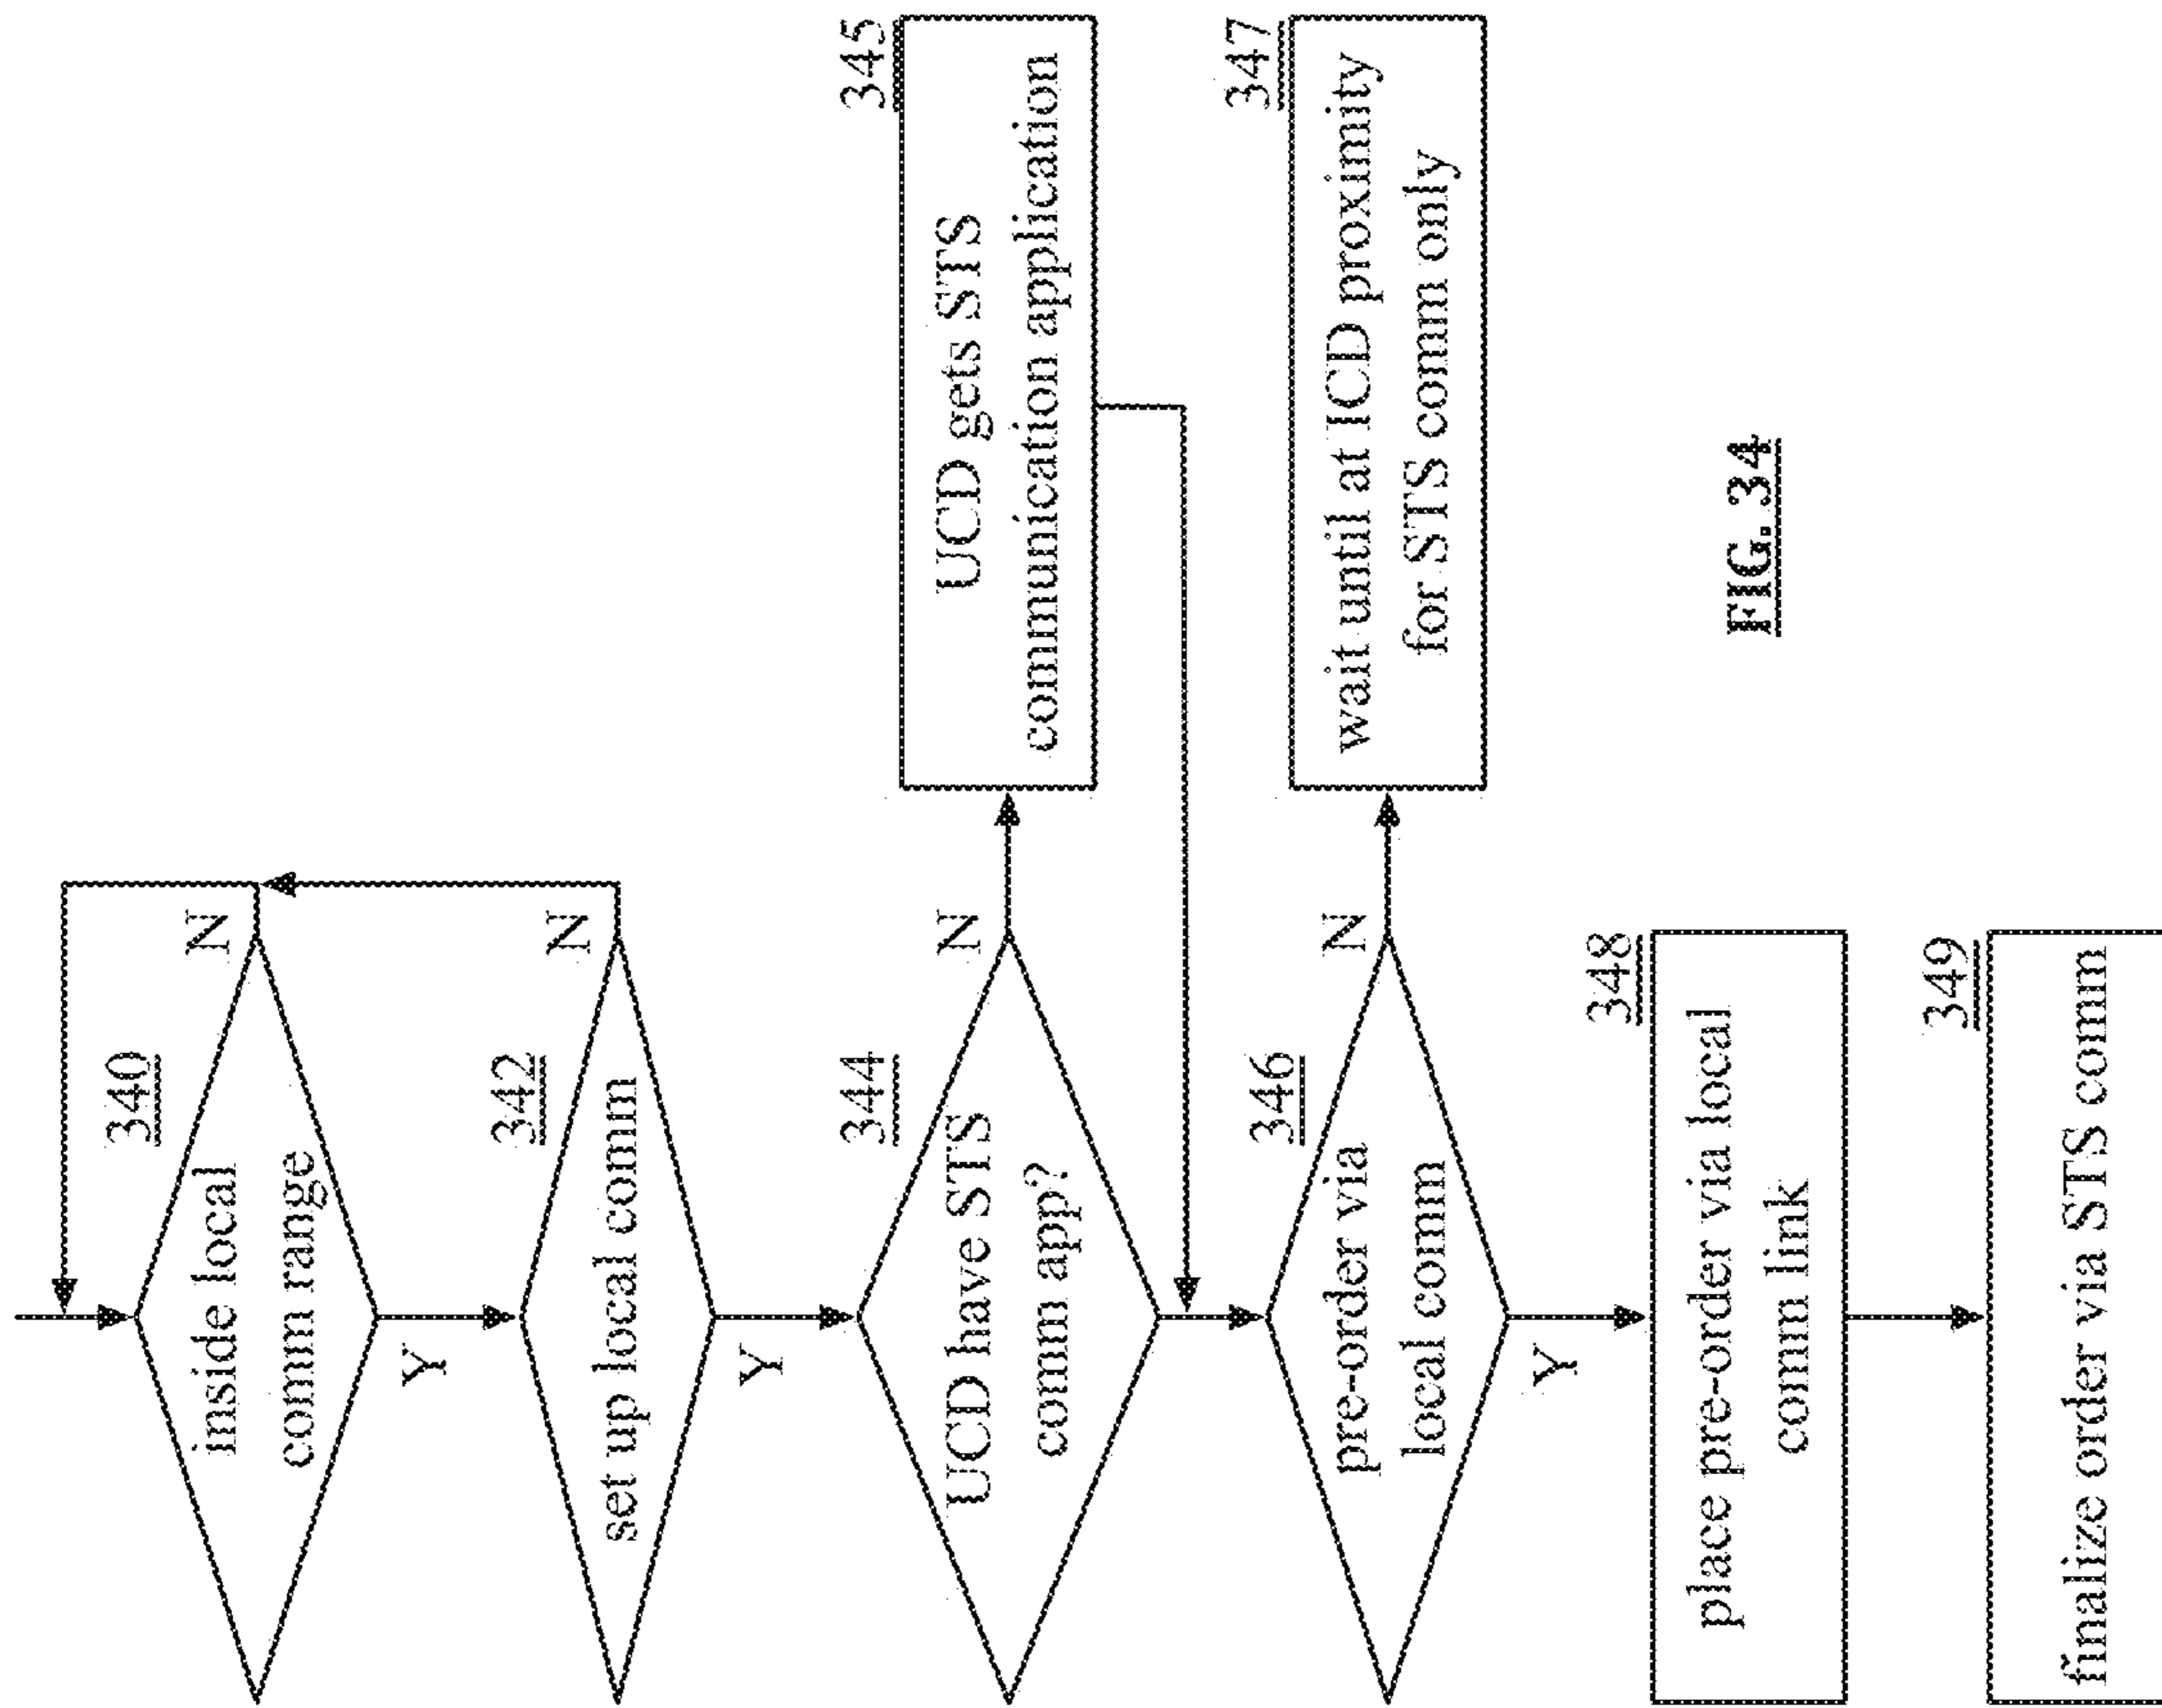 340
inside local
comm range
N
Y
342
set up local comm
N
Y
344
UCD have STS
comm app?
N
345
UCD gets STS
communication application
346
pre-order via
local comm
N
Y
347
wait until at ICD proximity
for STS comm only
348
place pre-order via local
comm link
349
finalize order via STS comm
FIG. 34